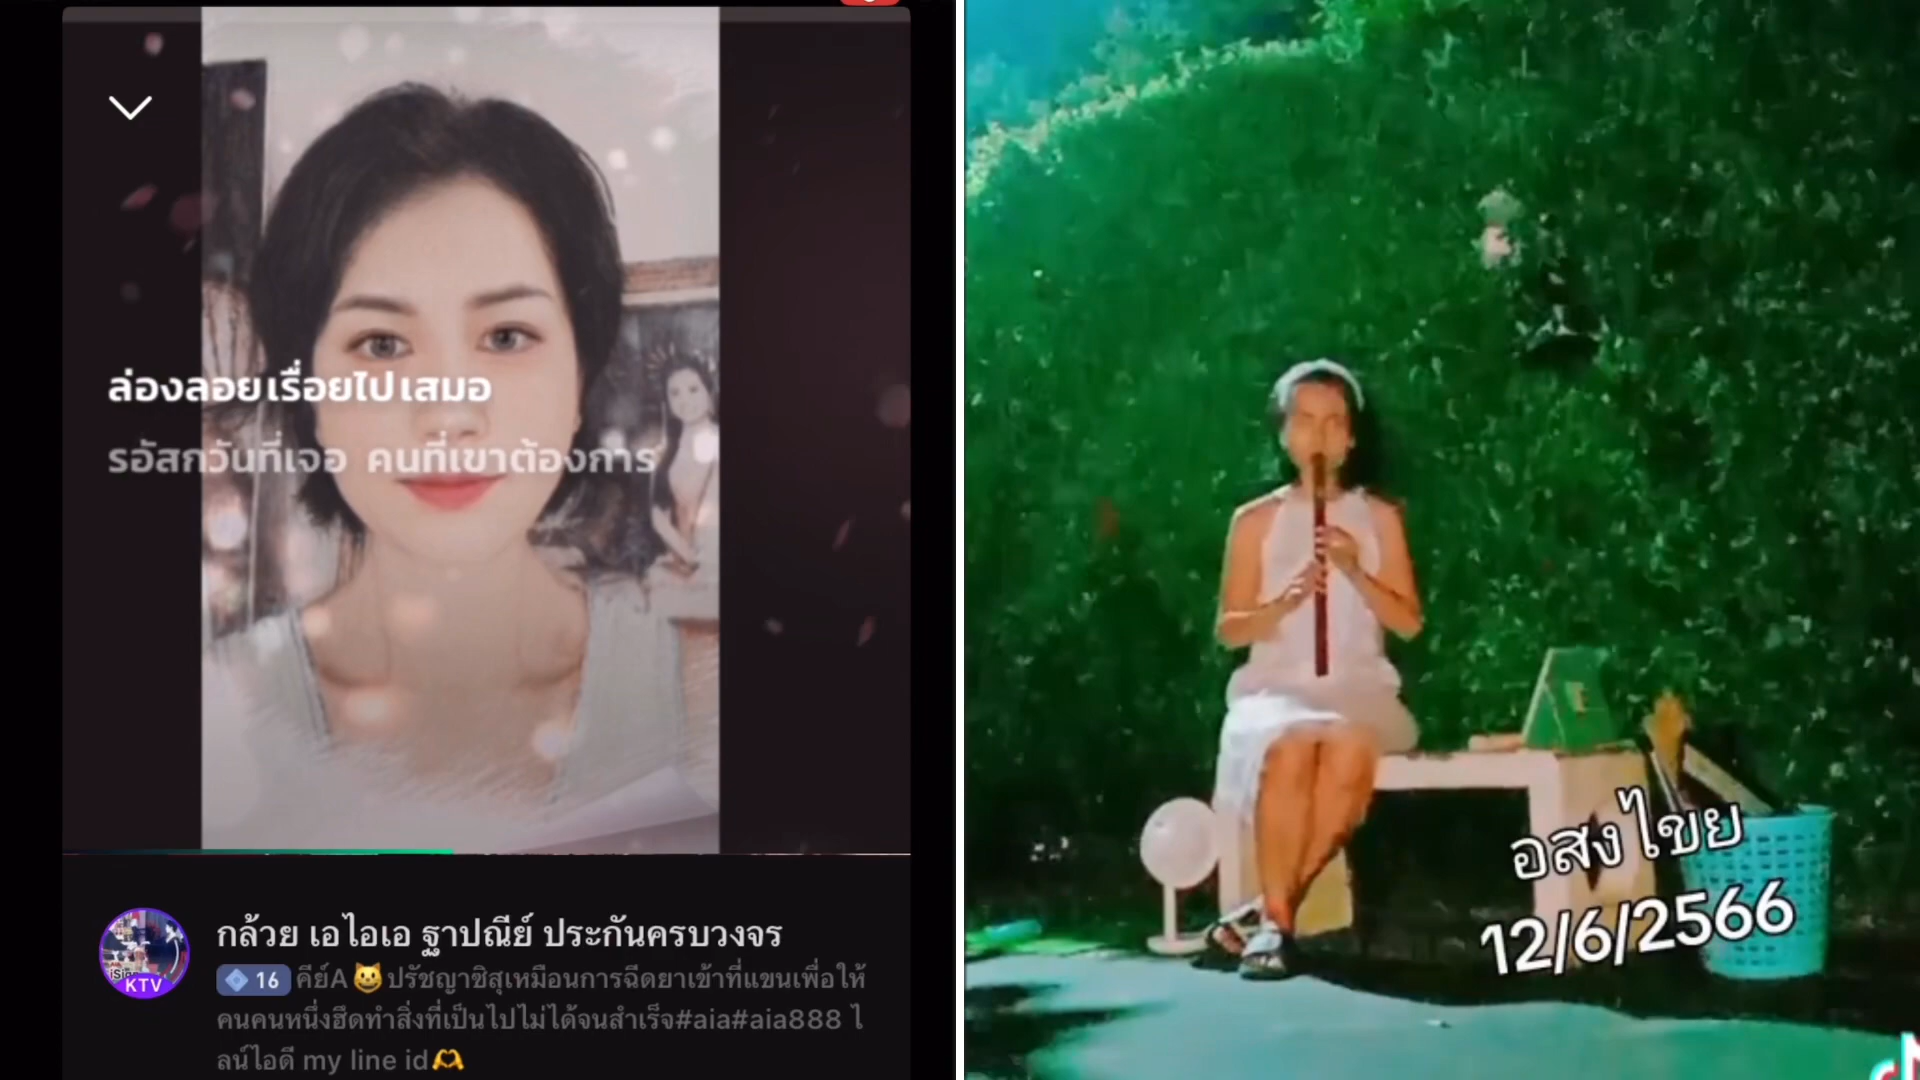 ล่องลอยเรื่อยไปเสมอ
รอัสกวันที่เจอ คนที่เขาต้องการ
กล้วย เอไอเอ ฐาปณีย์ ประกันครบวงจร
16 คีย์A😺ปรัชญาชิสุเหมือนการฉีดยาเข้าที่แขนเพื่อให้
คนคนหนึ่งฮึดทำสิ่งที่เป็นไปไม่ได้จนสำเร็จ#aia#aia888 ไ
ลน์ไอดี my line id🫶
KTV
อสงไขย
12/6/2566